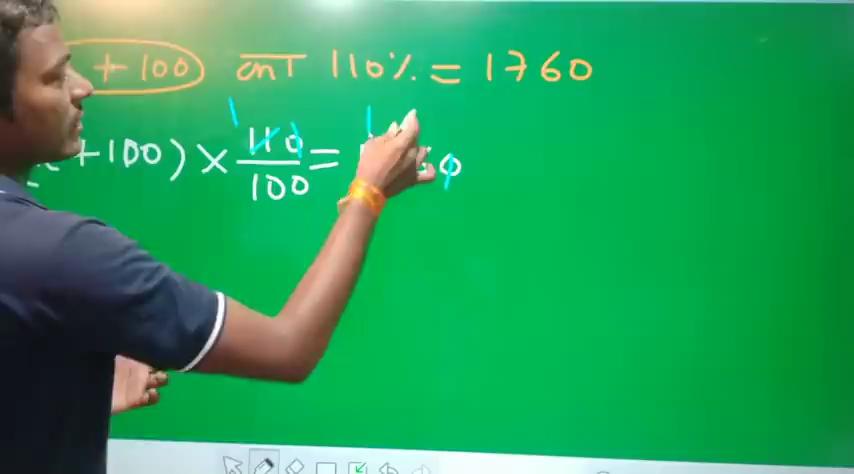 + 100 का 110% = 1760
+100) × 110/100 =